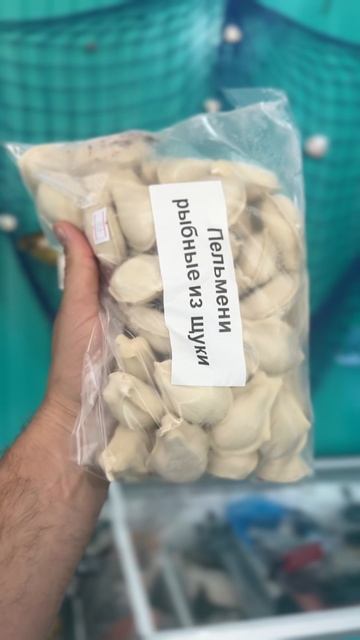 Пельмени
рыбные из щуки